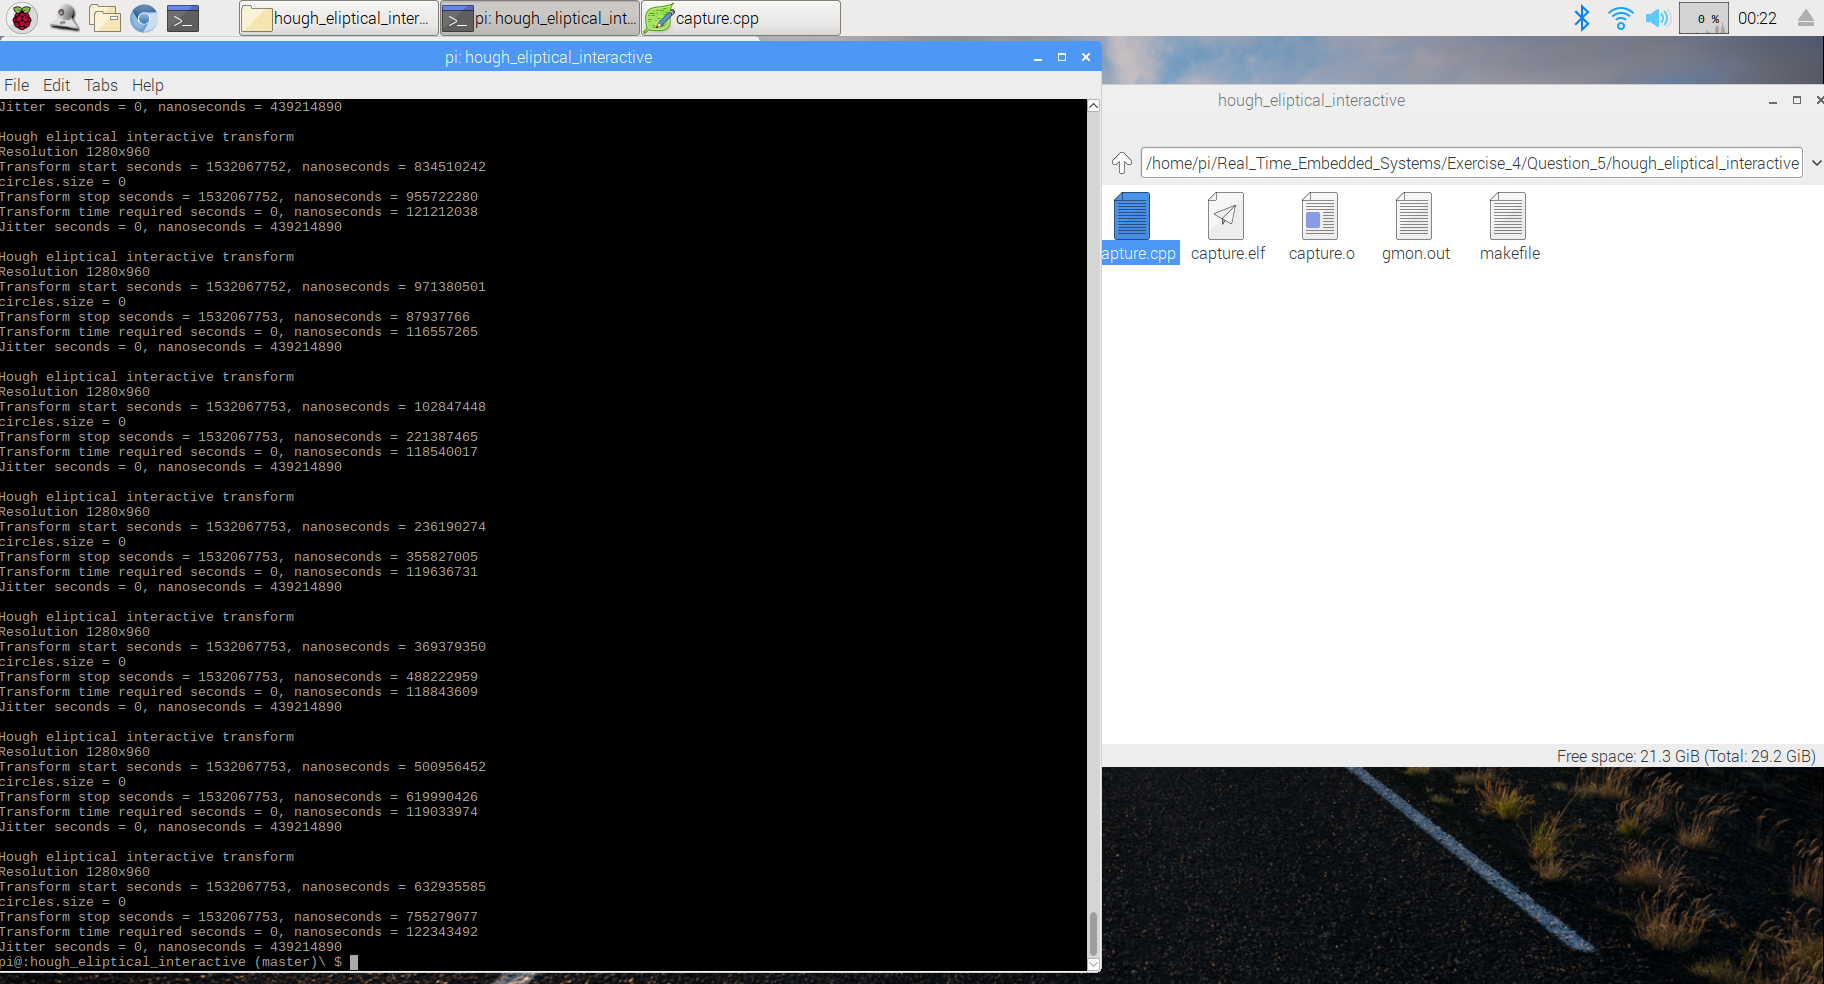 hough_eliptical_inter...
pi: hough_eliptical_int...
capture.cpp
0 %
00:22
pi: hough_eliptical_interactive
File Edit Tabs Help
Jitter seconds = 0, nanoseconds = 439214890
Hough eliptical interactive transform
Resolution 1280x960
Transform start seconds = 1532067752, nanoseconds = 834510242
circles.size = 0
Transform stop seconds = 1532067752, nanoseconds = 955722280
Transform time required seconds = 0, nanoseconds = 121212038
Jitter seconds = 0, nanoseconds = 439214890
Hough eliptical interactive transform
Resolution 1280x960
Transform start seconds = 1532067752, nanoseconds = 971380501
circles.size = 0
Transform stop seconds = 1532067753, nanoseconds = 87937766
Transform time required seconds = 0, nanoseconds = 116557265
Jitter seconds = 0, nanoseconds = 439214890
Hough eliptical interactive transform
Resolution 1280x960
Transform start seconds = 1532067753, nanoseconds = 102847448
circles.size = 0
Transform stop seconds = 1532067753, nanoseconds = 221387465
Transform time required seconds = 0, nanoseconds = 118540017
Jitter seconds = 0, nanoseconds = 439214890
Hough eliptical interactive transform
Resolution 1280x960
Transform start seconds = 1532067753, nanoseconds = 236190274
circles.size = 0
Transform stop seconds = 1532067753, nanoseconds = 355827005
Transform time required seconds = 0, nanoseconds = 119636731
Jitter seconds = 0, nanoseconds = 439214890
Hough eliptical interactive transform
Resolution 1280x960
Transform start seconds = 1532067753, nanoseconds = 369379350
circles.size = 0
Transform stop seconds = 1532067753, nanoseconds = 488222959
Transform time required seconds = 0, nanoseconds = 118843609
Jitter seconds = 0, nanoseconds = 439214890
Hough eliptical interactive transform
Resolution 1280x960
Transform start seconds = 1532067753, nanoseconds = 500956452
circles.size = 0
Transform stop seconds = 1532067753, nanoseconds = 619990426
Transform time required seconds = 0, nanoseconds = 119033974
Jitter seconds = 0, nanoseconds = 439214890
Hough eliptical interactive transform
Resolution 1280x960
Transform start seconds = 1532067753, nanoseconds = 632935585
circles.size = 0
Transform stop seconds = 1532067753, nanoseconds = 755279077
Transform time required seconds = 0, nanoseconds = 122343492
Jitter seconds = 0, nanoseconds = 439214890
pi@:hough_eliptical_interactive (master)\ $
hough_eliptical_interactive
/home/pi/Real_Time_Embedded_Systems/Exercise_4/Question_5/hough_eliptical_interactive
apture.cpp
capture.elf
capture.o
gmon.out
makefile
Free space: 21.3 GiB (Total: 29.2 GiB)